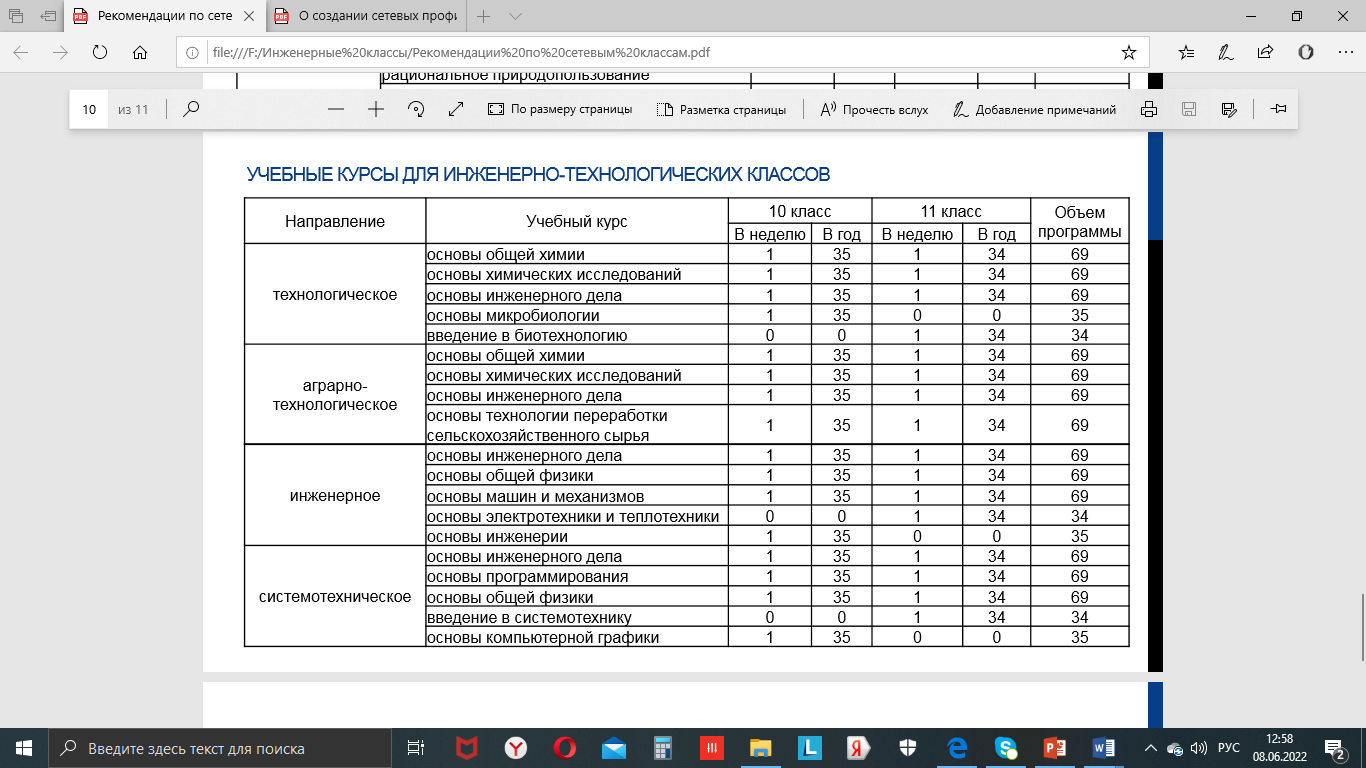 Рекомендации по сете
О создании сетевых профи
file:///F:/Инженерные%20классы/Рекомендации%20по%20сетевым%20классам.pdf
рациональное природопользование
10 из 11
По размеру страницы
Разметка страницы
Прочесть вслух
Добавление примечаний
УЧЕБНЫЕ КУРСЫ ДЛЯ ИНЖЕНЕРНО-ТЕХНОЛОГИЧЕСКИХ КЛАССОВ
Направление Учебный курс 10 класс 11 класс Объем программы
В неделю В год В неделю В год
технологическое
основы общей химии 1 35 1 34 69
основы химических исследований 1 35 1 34 69
основы инженерного дела 1 35 1 34 69
основы микробиологии 1 35 0 0 35
введение в биотехнологию 0 0 1 34 34
аграрно-
технологическое
основы общей химии 1 35 1 34 69
основы химических исследований 1 35 1 34 69
основы инженерного дела 1 35 1 34 69
основы технологии переработки
сельскохозяйственного сырья 1 35 1 34 69
инженерное
основы инженерного дела 1 35 1 34 69
основы общей физики 1 35 1 34 69
основы машин и механизмов 1 35 1 34 69
основы электротехники и теплотехники 0 0 1 34 34
основы инженерии 1 35 0 0 35
системотехническое
основы инженерного дела 1 35 1 34 69
основы программирования 1 35 1 34 69
основы общей физики 1 35 1 34 69
введение в системотехнику 0 0 1 34 34
основы компьютерной графики 1 35 0 0 35
Введите здесь текст для поиска
РУС
12:58
08.06.2022
2